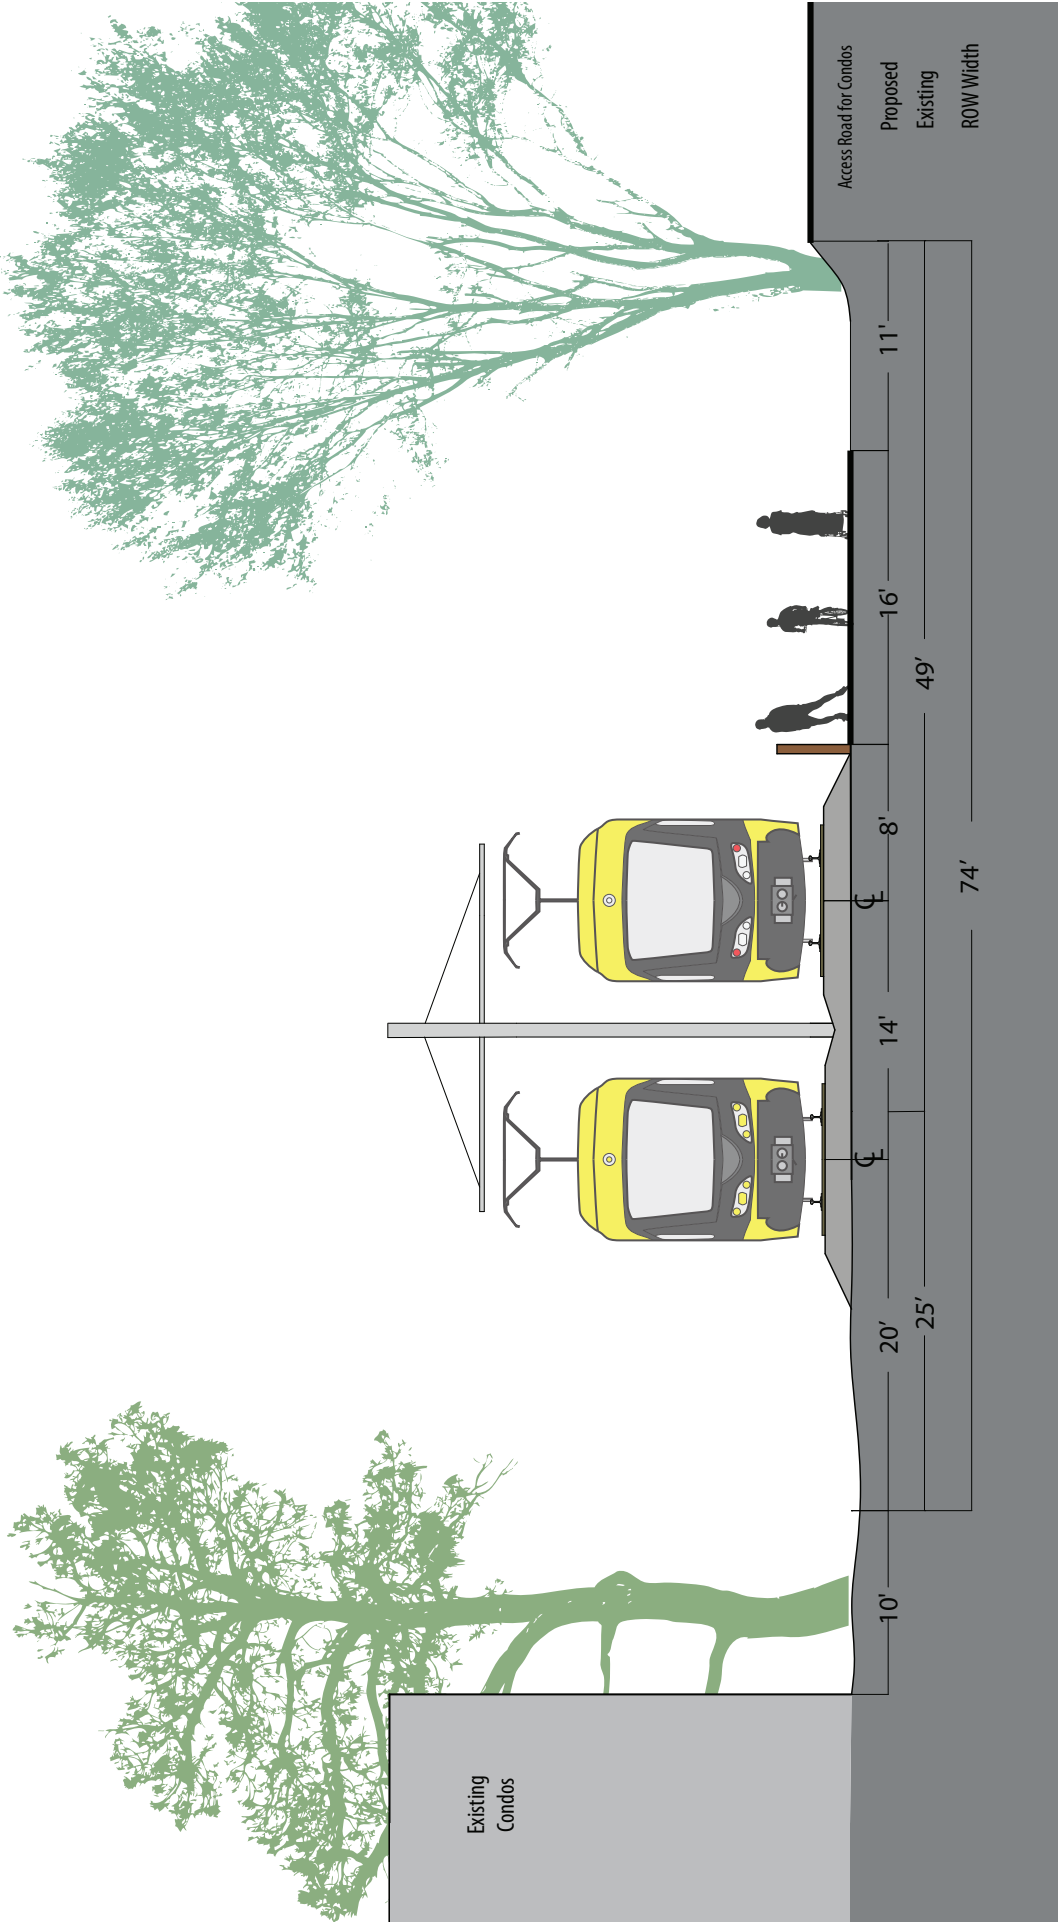 Existing
Condos
10'
20'
℄
14'
℄
8'
16'
11'
Access Road for Condos
Proposed
25'
49'
Existing
74'
ROW Width